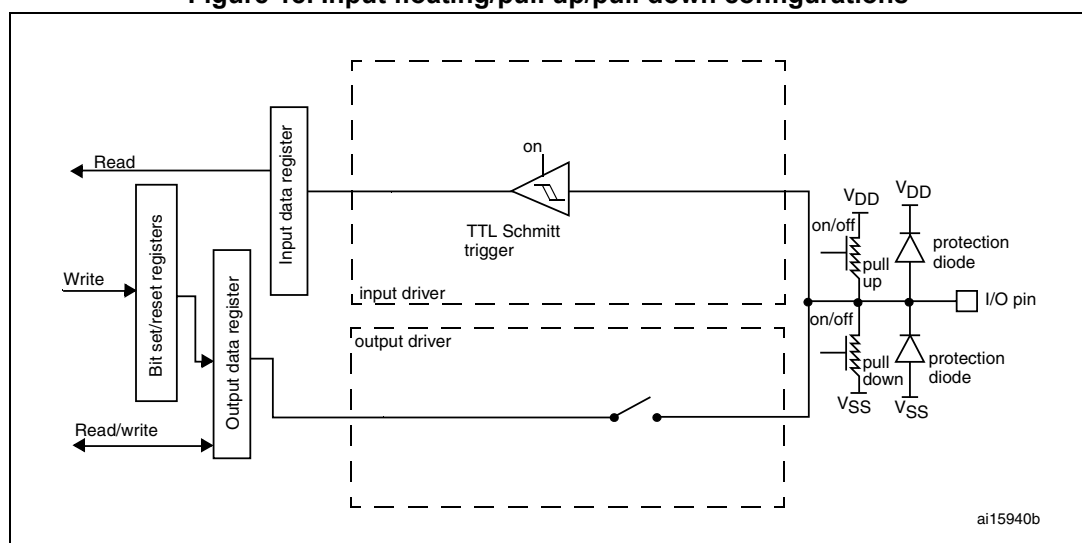 Figure Input floating/pull up/pull down configurations
on
Read
Input data register
TTL Schmitt
trigger
input driver
Write
Bit set/reset registers
Output data register
Read/write
output driver
VDD
VDD
on/off
pull
up
protection
diode
I/O pin
on/off
pull
down
protection
diode
VSS
VSS
ai15940b